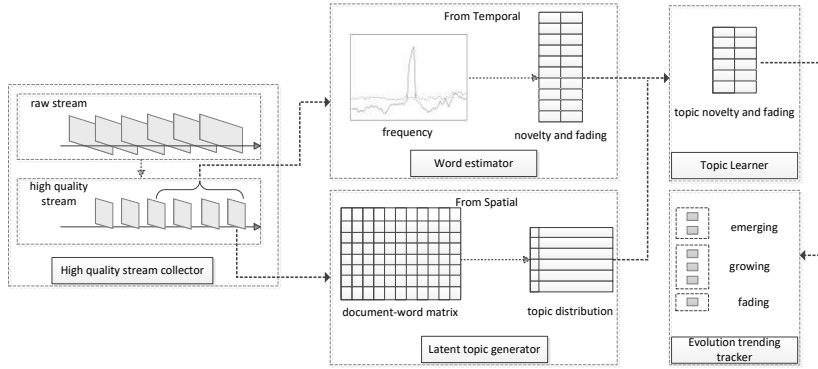 raw stream
high quality
stream
High quality stream collector
From Temporal
frequency
novelty and fading
Word estimator
From Spatial
document-word matrix
topic distribution
Latent topic generator
topic novelty and fading
Topic Learner
emerging
growing
fading
Evolution trending
tracker